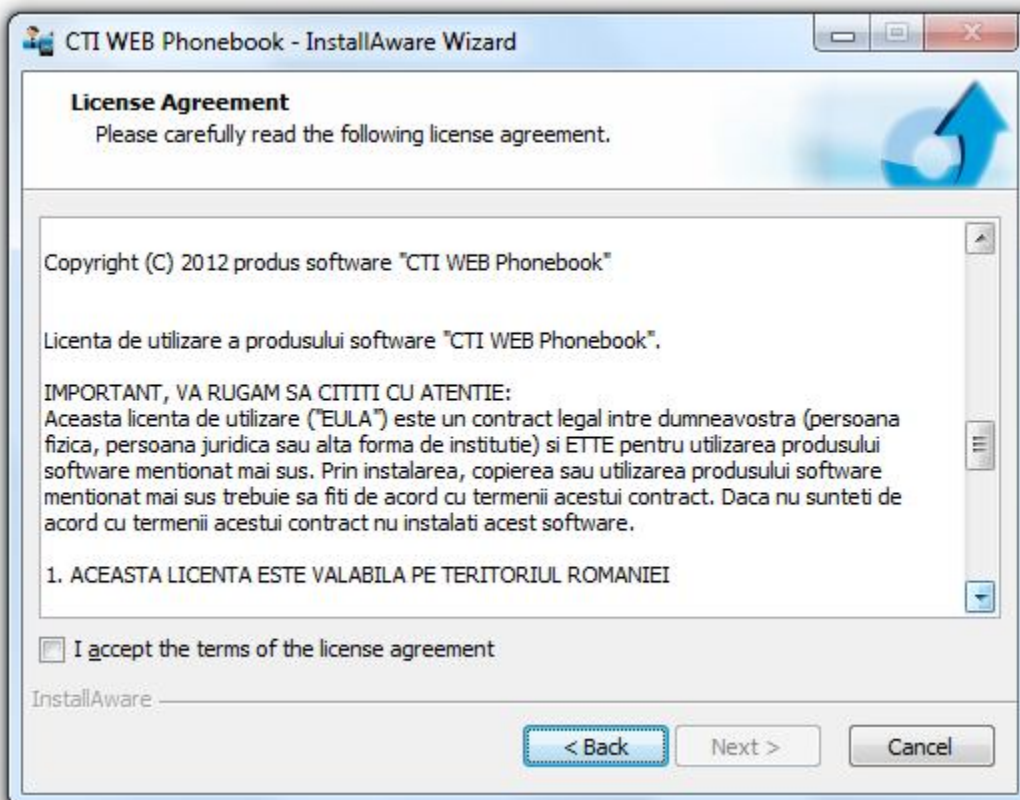 CTI WEB Phonebook - InstallAware Wizard
License Agreement
Please carefully read the following license agreement.
Copyright (C) 2012 produs software "CTI WEB Phonebook"
Licenta de utilizare a produsului software "CTI WEB Phonebook".
IMPORTANT, VA RUGAM SA CITITI CU ATENTIE:
Aceasta licenta de utilizare ("EULA") este un contract legal intre dumneavostra (persoana
fizica, persoana juridica sau alta forma de institutie) si ETTE pentru utilizarea produsului
software mentionat mai sus. Prin instalarea, copierea sau utilizarea produsului software
mentionat mai sus trebuie sa fiti de acord cu termenii acestui contract. Daca nu sunteti de
acord cu termenii acestui contract nu instalati acest software.
1. ACEASTA LICENTA ESTE VALABILA PE TERITORIUL ROMANIEI
I accept the terms of the license agreement
InstallAware
< Back Next > Cancel